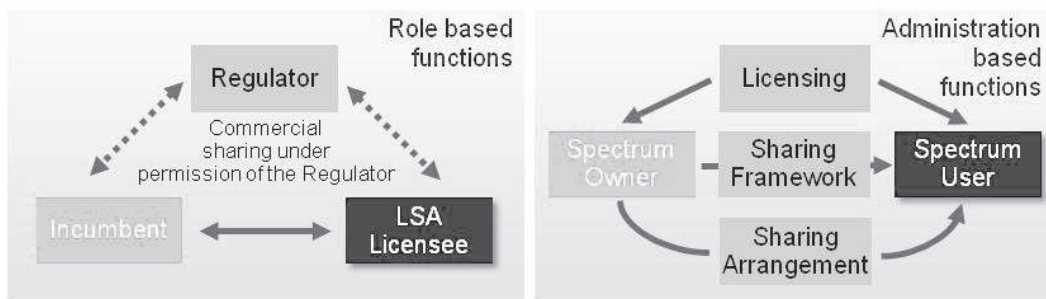 Role based
functions
Regulator
Commercial
sharing under
permission of the Regulator
Incumbent
LSA
Licensee
Administration
based
functions
Licensing
Spectrum
Owner
Sharing
Framework
Spectrum
User
Sharing
Arrangement